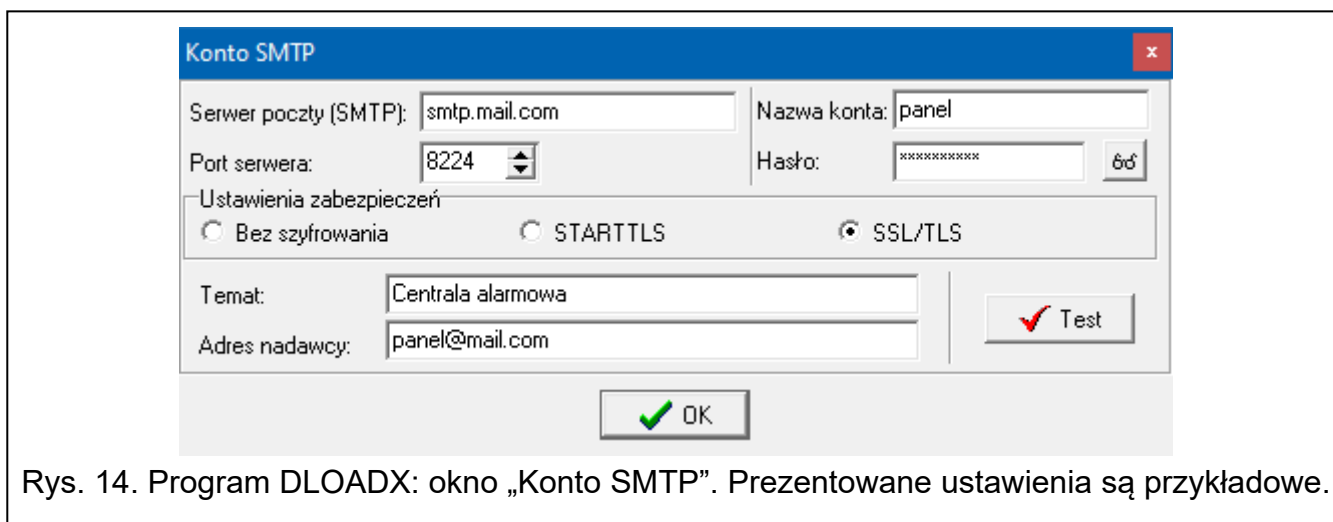 Konto SMTP
x
Serwer poczty (SMTP): smtp.mail.com
Nazwa konta: panel
Port serwera: 8224
Hasło: xxxxxxxxxx
Ustawienia zabezpieczeń
Bez szyfrowania STARTTLS SSL/TLS
Temat: Centrala alarmowa
Adres nadawcy: panel@mail.com
Test
OK
Rys. 14. Program DLOADX: okno „Konto SMTP”. Prezentowane ustawienia są przykładowe.